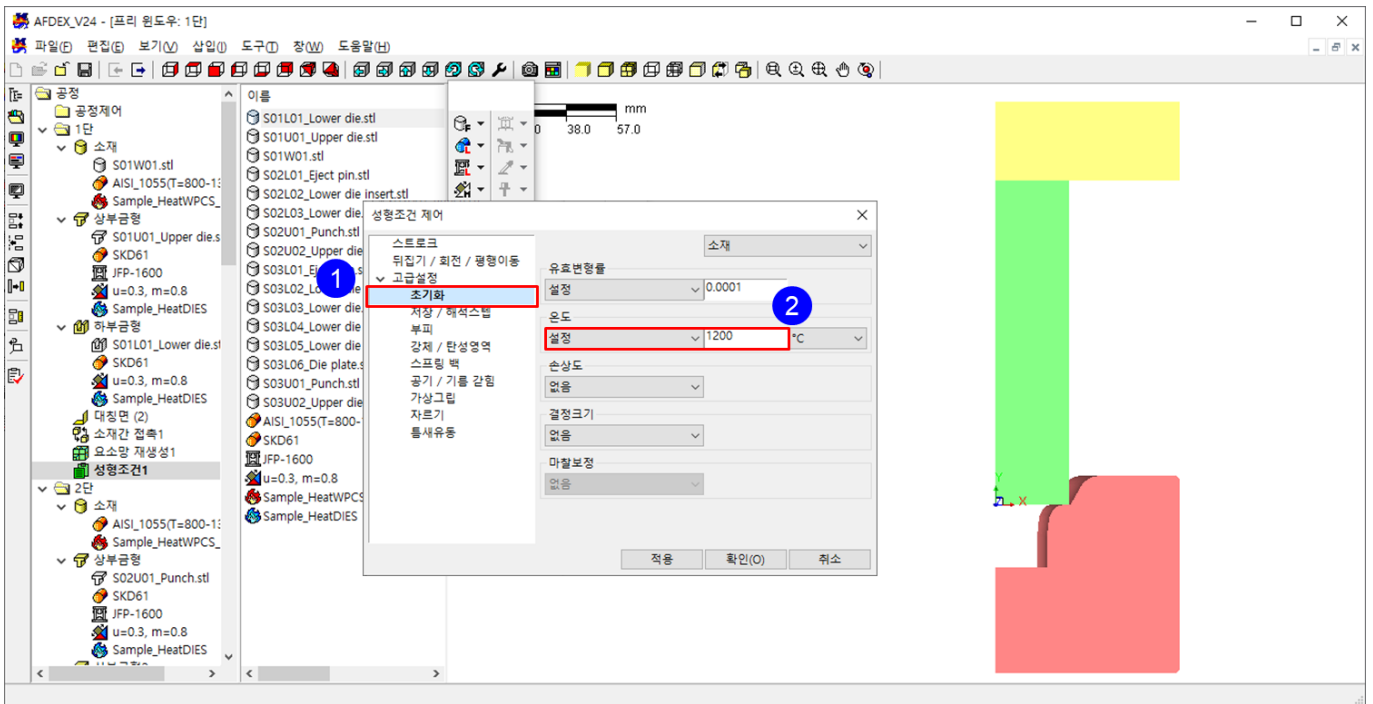 AFDEX_V24 - [프리 윈도우: 1단]
파일(F) 편집(E) 보기(V) 삽입(I) 도구(T) 창(W) 도움말(H)
공정
공정제어
1단
소재
S01W01.stl
AISI_1055(T=800-13
Sample_HeatWPCS_
상부금형
S01U01_Upper die.s
SKD61
JFP-1600
u=0.3, m=0.8
Sample_HeatDIES
하부금형
S01L01_Lower die.st
SKD61
u=0.3, m=0.8
Sample_HeatDIES
대칭면 (2)
소재간 접촉1
요소망 재생성1
성형조건1
2단
소재
AISI_1055(T=800-13
Sample_HeatWPCS_
상부금형
S02U01_Punch.stl
SKD61
JFP-1600
u=0.3, m=0.8
Sample_HeatDIES
이름
S01L01_Lower die.stl
S01U01_Upper die.stl
S01W01.stl
S02L01_Eject pin.stl
S02L02_Lower die insert.stl
S02L03_Lower die.
S02U01_Punch.stl
S02U02_Upper die
S03L01_Ej
S03L02_Lo
S03L03_Lower die.
S03L04_Lower die
S03L05_Lower die
S03L06_Die plate.s
S03U01_Punch.stl
S03U02_Upper die
AISI_1055(T=800-
SKD61
JFP-1600
u=0.3, m=0.8
Sample_HeatWPCS
Sample_HeatDIES
mm
0 38.0 57.0
성형조건 제어
스트로크
뒤집기 / 회전 / 평행이동
고급설정
1
초기화
저장 / 해석스텝
부피
강제 / 탄성영역
스프링 백
공기 / 기름 갇힘
가상그립
자르기
틈새유동
소재
유효변형률
설정 0.0001
2
온도
설정 1200 °C
손상도
없음
결정크기
없음
마찰보정
없음
적용 확인(O) 취소
Y
Z X